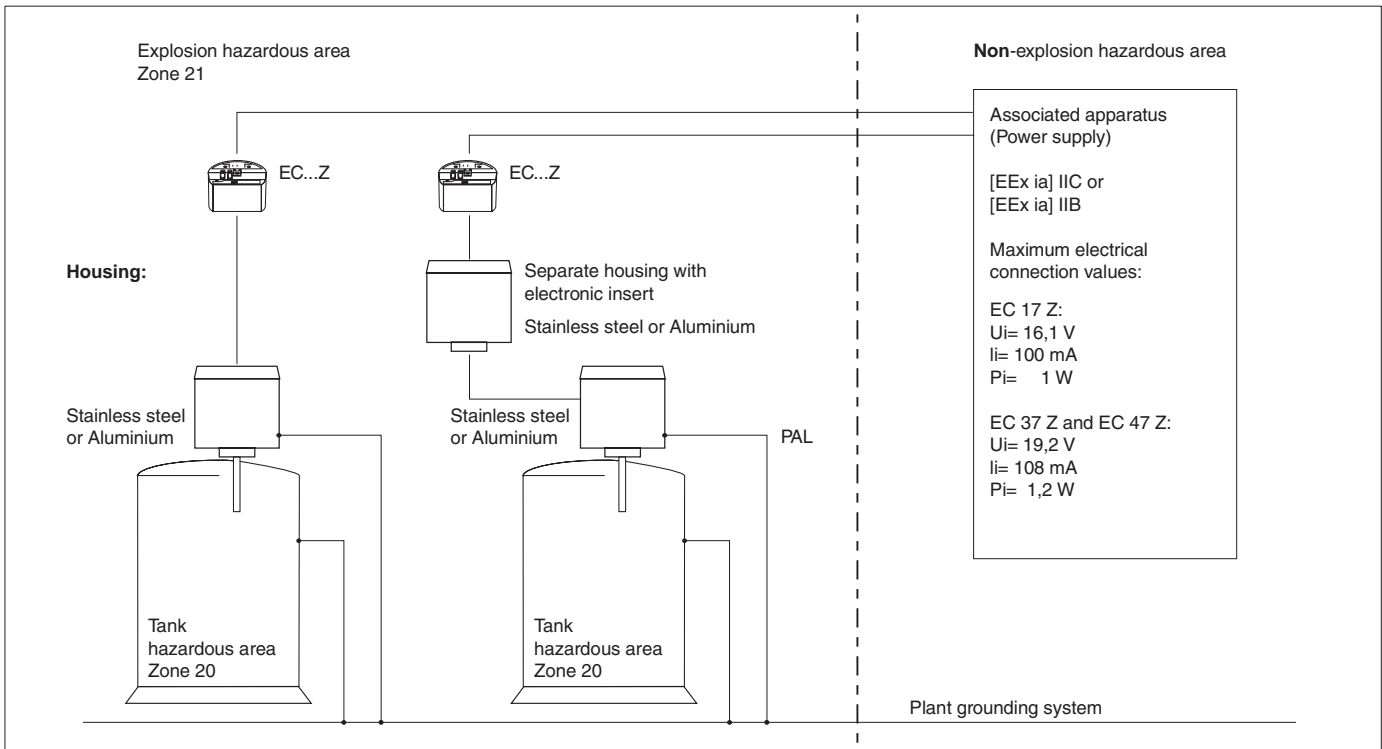 Explosion hazardous area
Zone 21
Non-explosion hazardous area
EC...Z
EC...Z
Associated apparatus
(Power supply)
[EEx ia] IIC or
[EEx ia] IIB
Maximum electrical
connection values:
EC 17 Z:
Ui= 16,1 V
Ii= 100 mA
Pi= 1 W
EC 37 Z and EC 47 Z:
Ui= 19,2 V
Ii= 108 mA
Pi= 1,2 W
Housing:
Separate housing with
electronic insert
Stainless steel or Aluminium
Stainless steel
or Aluminium
Stainless steel
or Aluminium
PAL
Tank
hazardous area
Zone 20
Tank
hazardous area
Zone 20
Plant grounding system